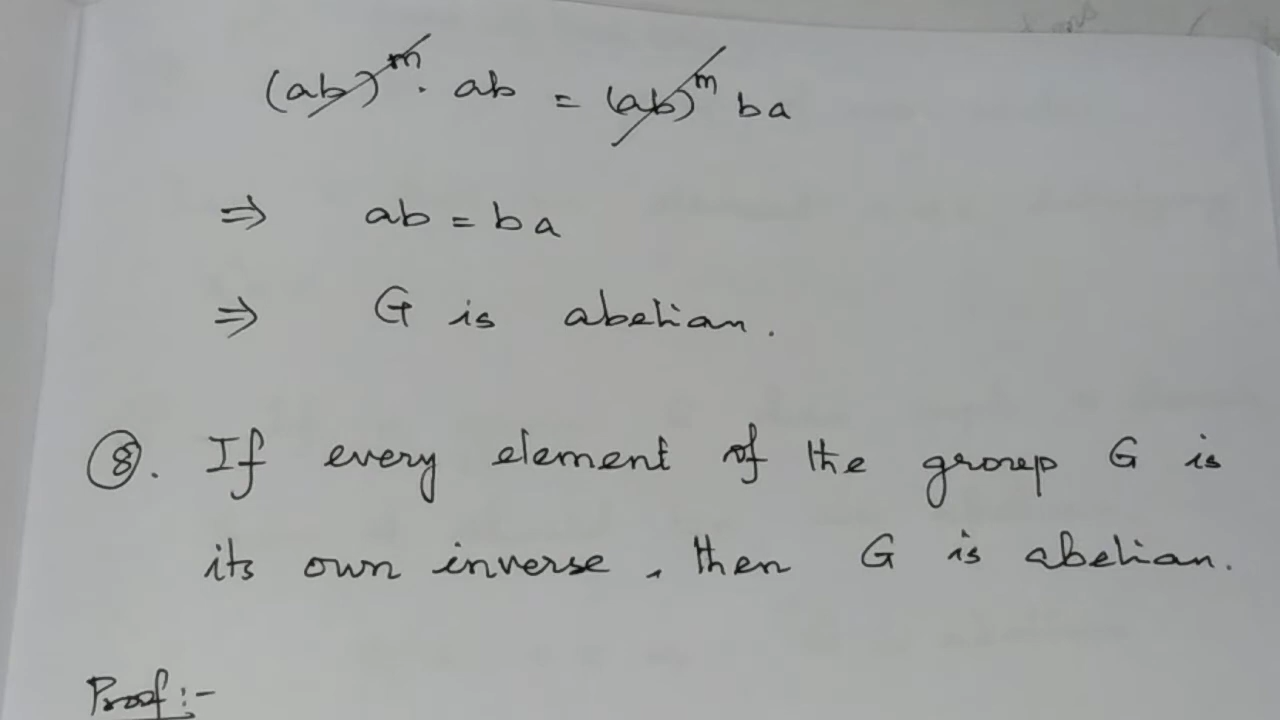 (ab)^m . ab = (ab)^m ba
⇒ ab = ba
⇒ G is abelian.
⑧. If every element of the group G is
its own inverse, then G is abelian.
Proof :-